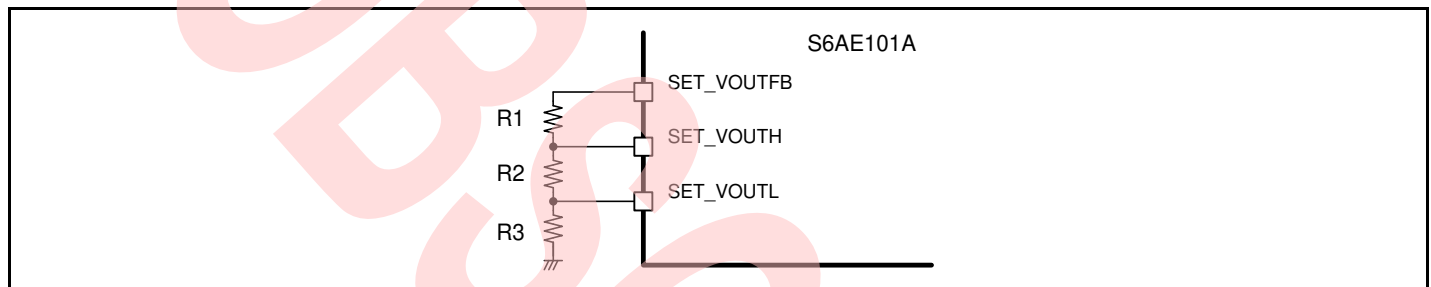 S6AE101A
SET_VOUTFB
R1
SET_VOUTH
R2
SET_VOUTL
R3